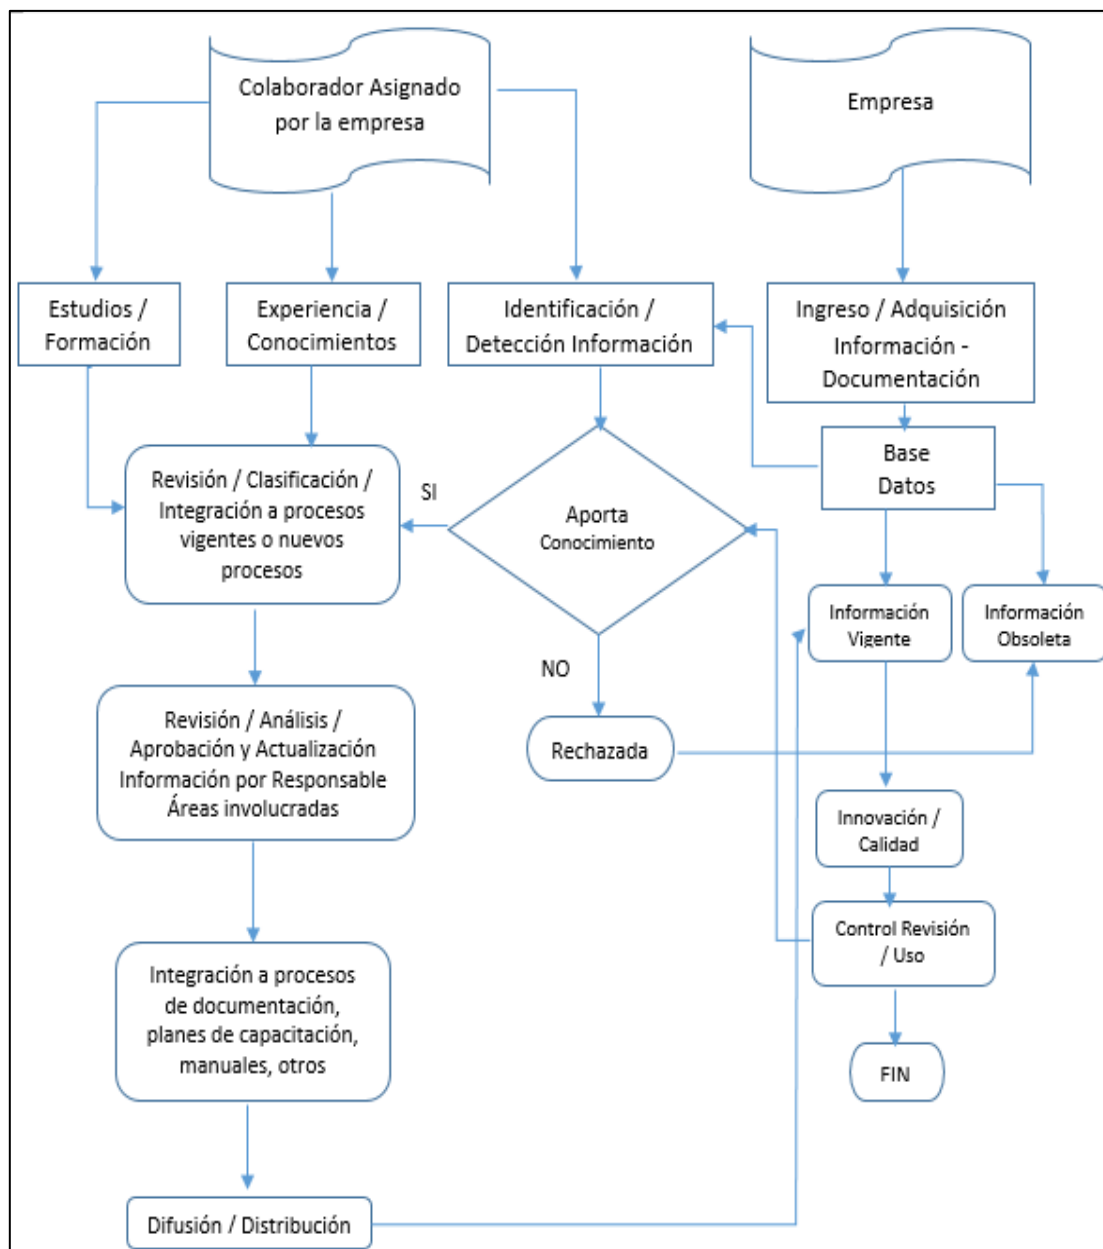 Colaborador Asignado
por la empresa
Empresa
Estudios /
Formación
Experiencia /
Conocimientos
Identificación /
Detección Información
Ingreso / Adquisición
Información -
Documentación
Base
Datos
Revisión / Clasificación /
Integración a procesos
vigentes o nuevos
procesos
SI
Aporta
Conocimiento
Información
Vigente
Información
Obsoleta
NO
Rechazada
Revisión / Análisis /
Aprobación y Actualización
Información por Responsable
Áreas involucradas
Innovación /
Calidad
Control Revisión
/ Uso
Integración a procesos
de documentación,
planes de capacitación,
manuales, otros
FIN
Difusión / Distribución